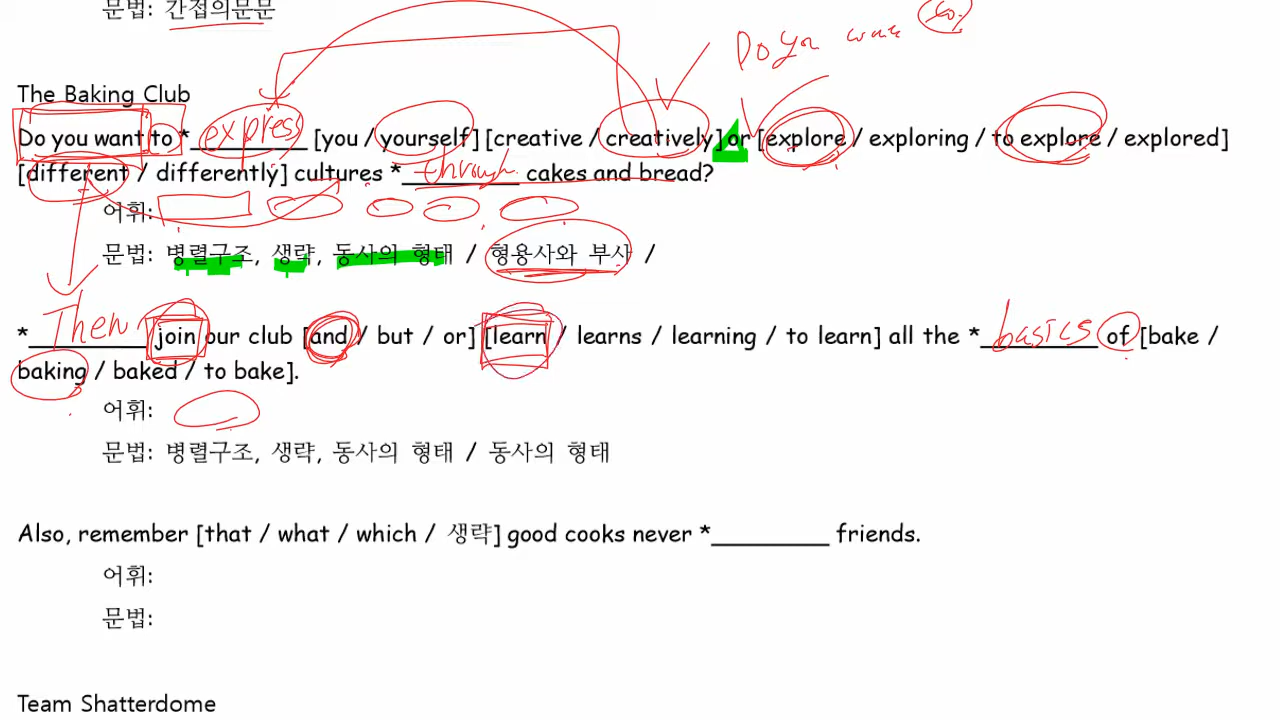 문법: 간접의문문
Do you want to.
The Baking Club
Do you want to *express [you / yourself] [creative / creatively] or [explore / exploring / to explore / explored]
[different / differently] cultures *through cakes and bread?
어휘:
문법: 병렬구조, 생략, 동사의 형태 / 형용사와 부사 /
*Then join our club [and / but / or] [learn / learns / learning / to learn] all the *basics of [bake /
baking / baked / to bake].
어휘:
문법: 병렬구조, 생략, 동사의 형태 / 동사의 형태
Also, remember [that / what / which / 생략] good cooks never *__________ friends.
어휘:
문법:
Team Shatterdome